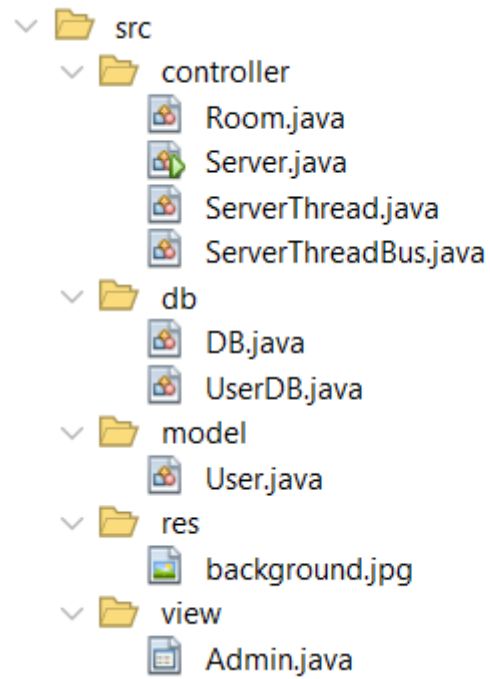 src
controller
Room.java
Server.java
ServerThread.java
ServerThreadBus.java
db
DB.java
UserDB.java
model
User.java
res
background.jpg
view
Admin.java